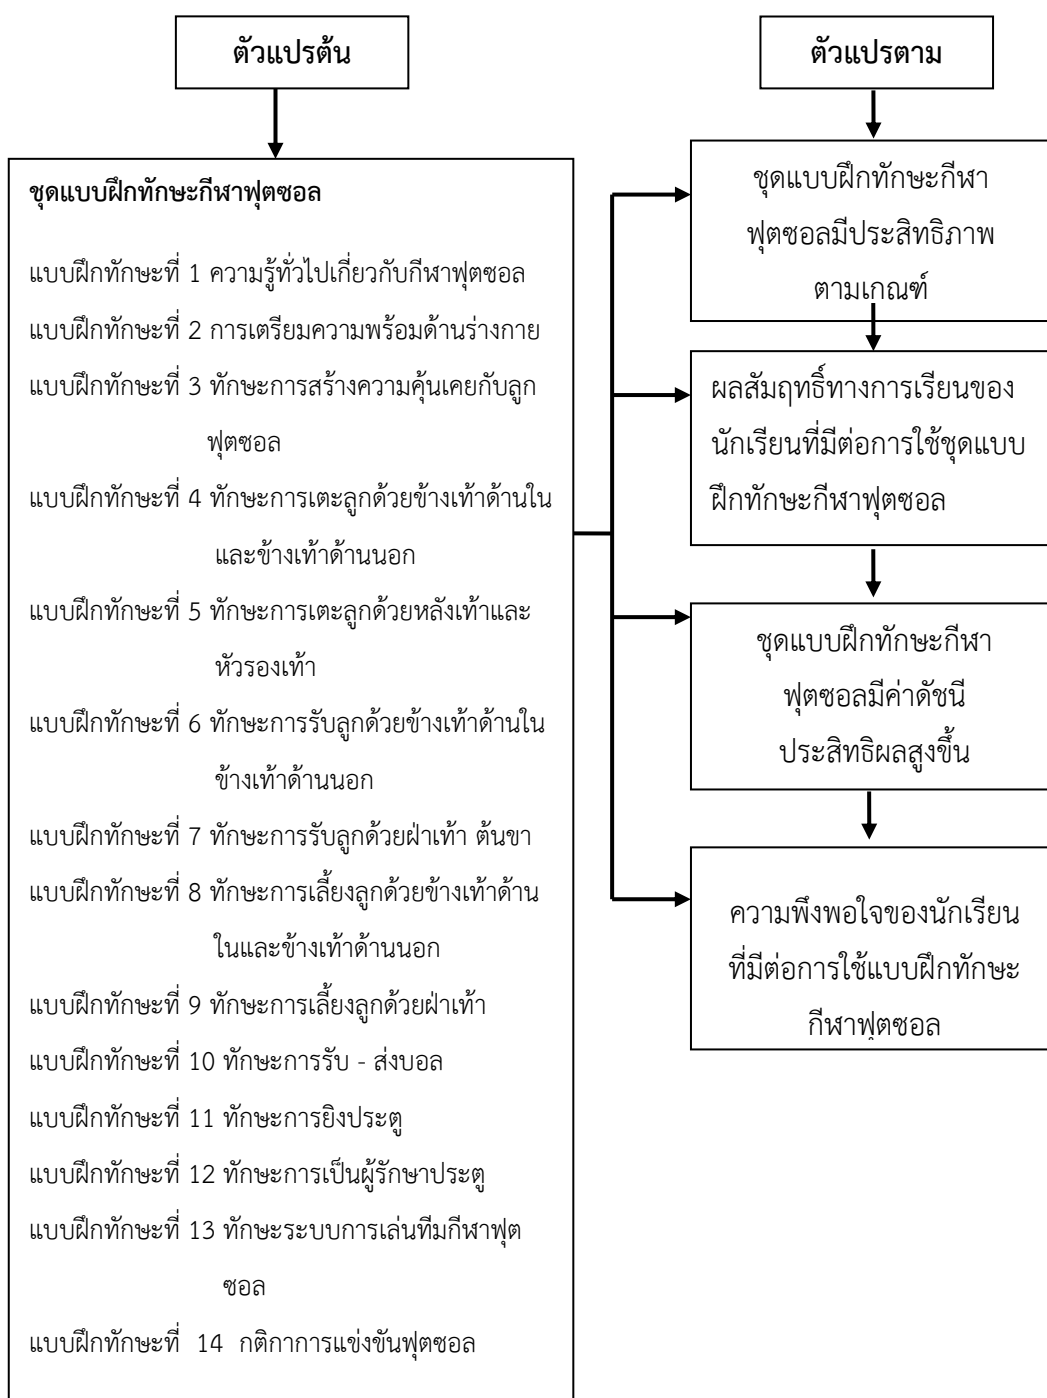 ตัวแปรต้น
ชุดแบบฝึกทักษะกีฬาฟุตซอล
แบบฝึกทักษะที่ 1 ความรู้ทั่วไปเกี่ยวกับกีฬาฟุตซอล
แบบฝึกทักษะที่ 2 การเตรียมความพร้อมด้านร่างกาย
แบบฝึกทักษะที่ 3 ทักษะการสร้างความคุ้นเคยกับลูก
ฟุตซอล
แบบฝึกทักษะที่ 4 ทักษะการเตะลูกด้วยข้างเท้าด้านใน
และข้างเท้าด้านนอก
แบบฝึกทักษะที่ 5 ทักษะการเตะลูกด้วยหลังเท้าและ
หัวรองเท้า
แบบฝึกทักษะที่ 6 ทักษะการรับลูกด้วยข้างเท้าด้านใน
ข้างเท้าด้านนอก
แบบฝึกทักษะที่ 7 ทักษะการรับลูกด้วยฝ่าเท้า ต้นขา
แบบฝึกทักษะที่ 8 ทักษะการเลี้ยงลูกด้วยข้างเท้าด้าน
ในและข้างเท้าด้านนอก
แบบฝึกทักษะที่ 9 ทักษะการเลี้ยงลูกด้วยฝ่าเท้า
แบบฝึกทักษะที่ 10 ทักษะการรับ - ส่งบอล
แบบฝึกทักษะที่ 11 ทักษะการยิงประตู
แบบฝึกทักษะที่ 12 ทักษะการเป็นผู้รักษาประตู
แบบฝึกทักษะที่ 13 ทักษะระบบการเล่นทีมกีฬาฟุต
ซอล
แบบฝึกทักษะที่ 14 กติกาการแข่งขันฟุตซอล
ตัวแปรตาม
ชุดแบบฝึกทักษะกีฬา
ฟุตซอลมีประสิทธิภาพ
ตามเกณฑ์
ผลสัมฤทธิ์ทางการเรียนของ
นักเรียนที่มีต่อการใช้ชุดแบบ
ฝึกทักษะกีฬาฟุตซอล
ชุดแบบฝึกทักษะกีฬา
ฟุตซอลมีค่าดัชนี
ประสิทธิผลสูงขึ้น
ความพึงพอใจของนักเรียน
ที่มีต่อการใช้แบบฝึกทักษะ
กีฬาฟุตซอล